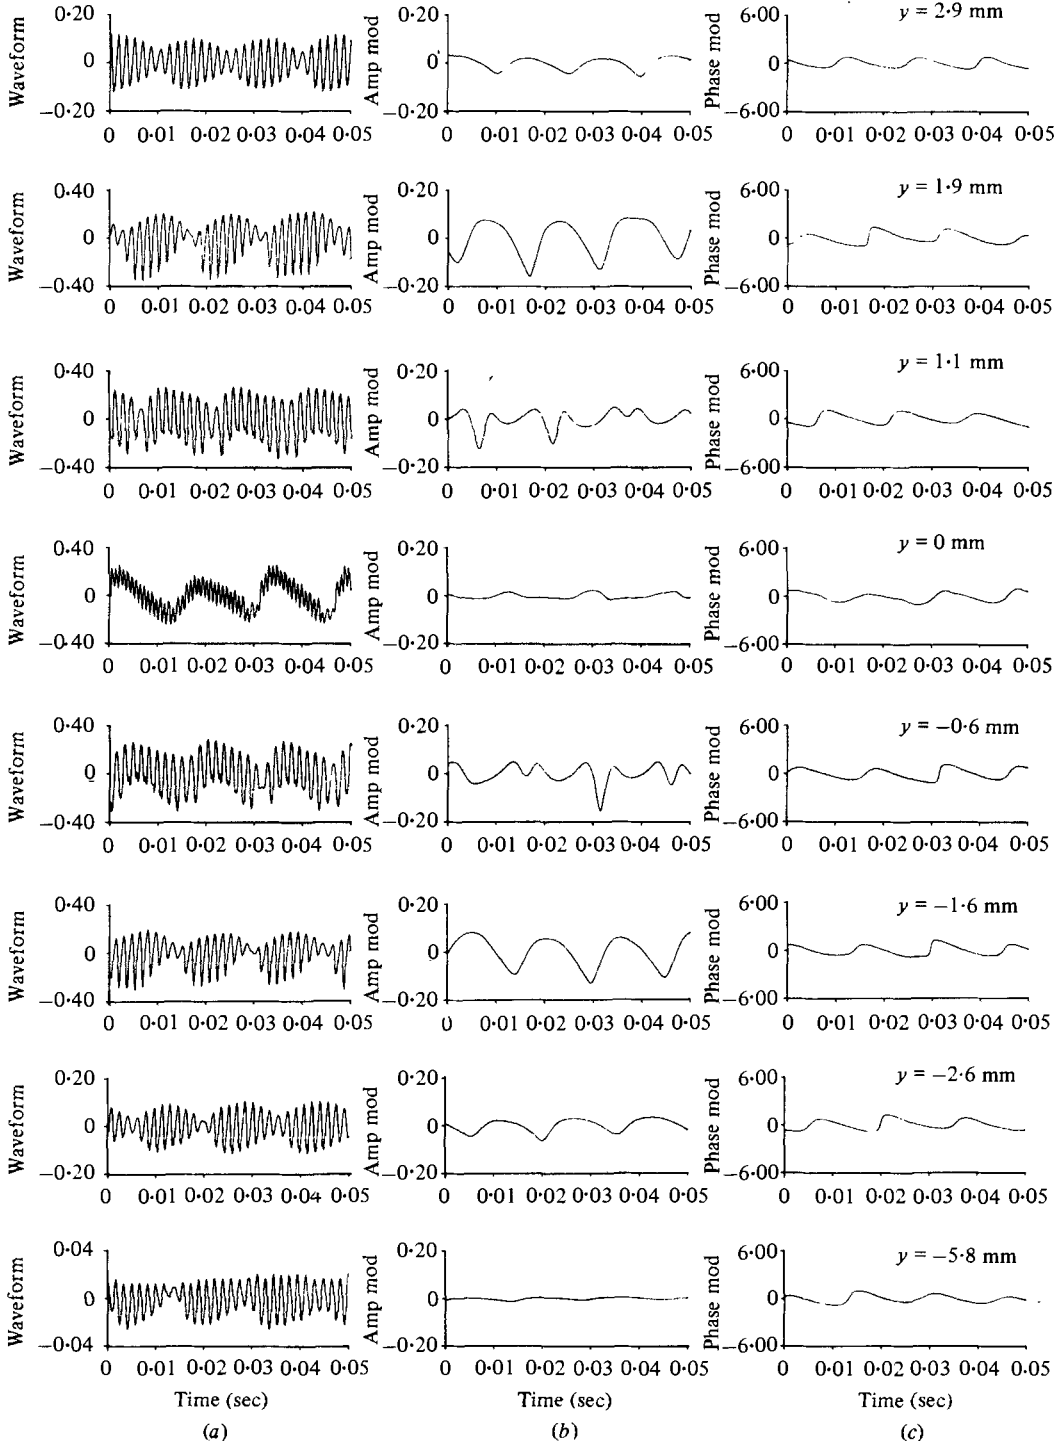 0·20 0·20 y = 2·9 mm
Waveform 0 Amp mod 0 Phase mod 0
−0·20 −0·20 −6·00
0 0·01 0·02 0·03 0·04 0·05 0 0·01 0·02 0·03 0·04 0·05 0 0·01 0·02 0·03 0·04 0·05
0·40 0·20 6·00 y = 1·9 mm
Waveform 0 Amp mod 0 Phase mod 0
−0·40 −0·20 −6·00
0 0·01 0·02 0·03 0·04 0·05 0 0·01 0·02 0·03 0·04 0·05 0 0·01 0·02 0·03 0·04 0·05
0·40 0·20 6·00 y = 1·1 mm
Waveform 0 Amp mod 0 Phase mod 0
−0·40 −0·20 −6·00
0 0·01 0·02 0·03 0·04 0·05 0 0·01 0·02 0·03 0·04 0·05 0 0·01 0·02 0·03 0·04 0·05
0·40 0·20 6·00 y = 0 mm
Waveform 0 Amp mod 0 Phase mod 0
−0·40 −0·20 −6·00
0 0·01 0·02 0·03 0·04 0·05 0 0·01 0·02 0·03 0·04 0·05 0 0·01 0·02 0·03 0·04 0·05
0·40 0·20 6·00 y = −0·6 mm
Waveform 0 Amp mod 0 Phase mod 0
−0·40 −0·20 −6·00
0 0·01 0·02 0·03 0·04 0·05 0 0·01 0·02 0·03 0·04 0·05 0 0·01 0·02 0·03 0·04 0·05
0·40 0·20 6·00 y = −1·6 mm
Waveform 0 Amp mod 0 Phase mod 0
−0·40 −0·20 −6·00
0 0·01 0·02 0·03 0·04 0·05 0 0·01 0·02 0·03 0·04 0·05 0 0·01 0·02 0·03 0·04 0·05
0·20 0·20 6·00 y = −2·6 mm
Waveform 0 Amp mod 0 Phase mod 0
−0·20 −0·20 −6·00
0 0·01 0·02 0·03 0·04 0·05 0 0·01 0·02 0·03 0·04 0·05 0 0·01 0·02 0·03 0·04 0·05
0·04 0·20 6·00 y = −5·8 mm
Waveform 0 Amp mod 0 Phase mod 0
−0·04 −0·20 −6·00
0 0·01 0·02 0·03 0·04 0·05 0 0·01 0·02 0·03 0·04 0·05 0 0·01 0·02 0·03 0·04 0·05
Time (sec) Time (sec) Time (sec)
(a) (b) (c)